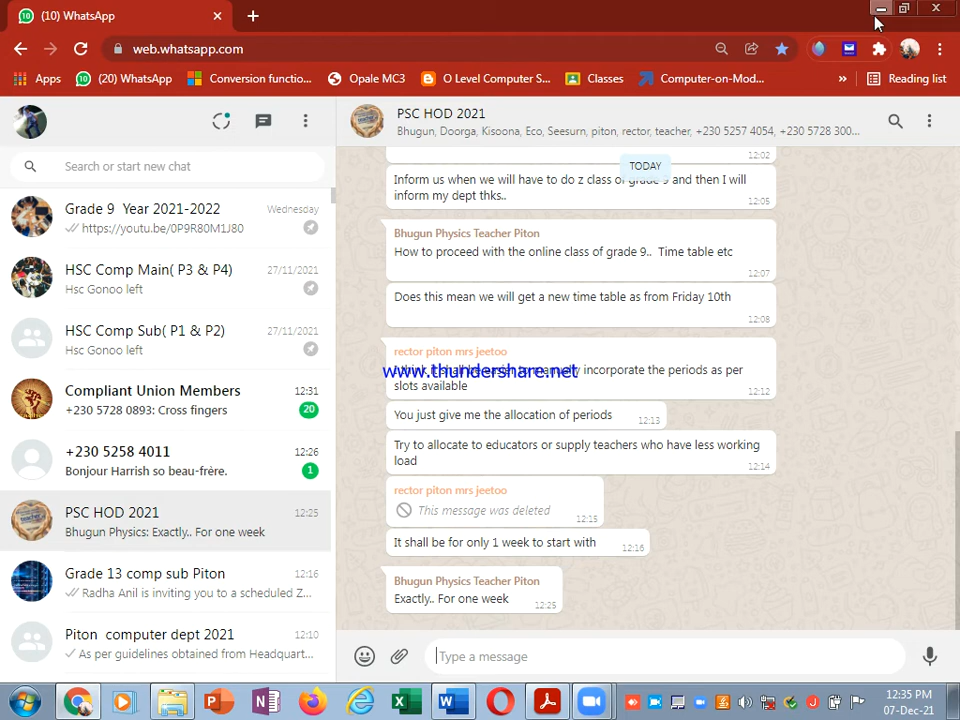 (10) WhatsApp
web.whatsapp.com
Apps
(20) WhatsApp
Conversion functio...
Opale MC3
O Level Computer S...
Classes
Computer-on-Mod...
»
Reading list
PSC HOD 2021
Bhugun, Doorga, Kisoona, Eco, Seesurn, piton, rector, teacher, +230 5257 4054, +230 5728 300...
Search or start new chat
Grade 9 Year 2021-2022
Wednesday
https://youtu.be/0P9R80M1J80
HSC Comp Main( P3 & P4)
27/11/2021
Hsc Gonoo left
HSC Comp Sub( P1 & P2)
27/11/2021
Hsc Gonoo left
Compliant Union Members
12:31
+230 5728 0893: Cross fingers
20
+230 5258 4011
12:26
Bonjour Harrish so beau-frère.
1
PSC HOD 2021
12:25
Bhugun Physics: Exactly.. For one week
Grade 13 comp sub Piton
12:16
Radha Anil is inviting you to a scheduled Z...
Piton computer dept 2021
12:10
As per guidelines obtained from Headquart...
12:02
TODAY
Inform us when we will have to do z class of grade 9 and then I will
inform my dept thks..
12:05
Bhugun Physics Teacher Piton
How to proceed with the online class of grade 9.. Time table etc
12:07
Does this mean we will get a new time table as from Friday 10th
12:08
rector piton mrs jeetoo
I think it shall be easier to manually incorporate the periods as per
slots available
12:12
www.thundershare.net
You just give me the allocation of periods
12:13
Try to allocate to educators or supply teachers who have less working
load
12:14
rector piton mrs jeetoo
This message was deleted
12:15
It shall be for only 1 week to start with
12:16
Bhugun Physics Teacher Piton
Exactly.. For one week
12:25
Type a message
12:35 PM
07-Dec-21